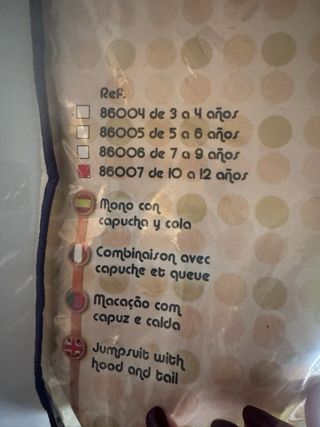 Ref.
86004 de 3 a 4 años
86005 de 5 a 6 años
86006 de 7 a 9 años
86007 de 10 a 12 años
Mono con
capucha y cola
Combinaison avec
capuche et queue
Macacão com
capuz e calda
Jumpsuit with
hood and tail